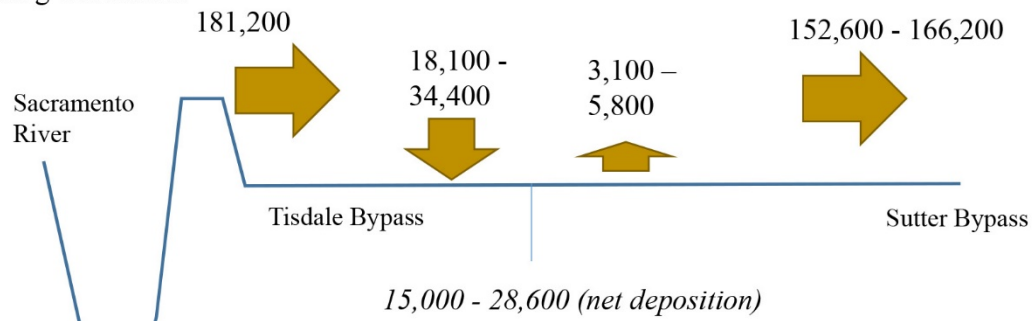 181,200
152,600 - 166,200
18,100 -
34,400
3,100 –
5,800
Sacramento
River
Tisdale Bypass
Sutter Bypass
15,000 - 28,600 (net deposition)